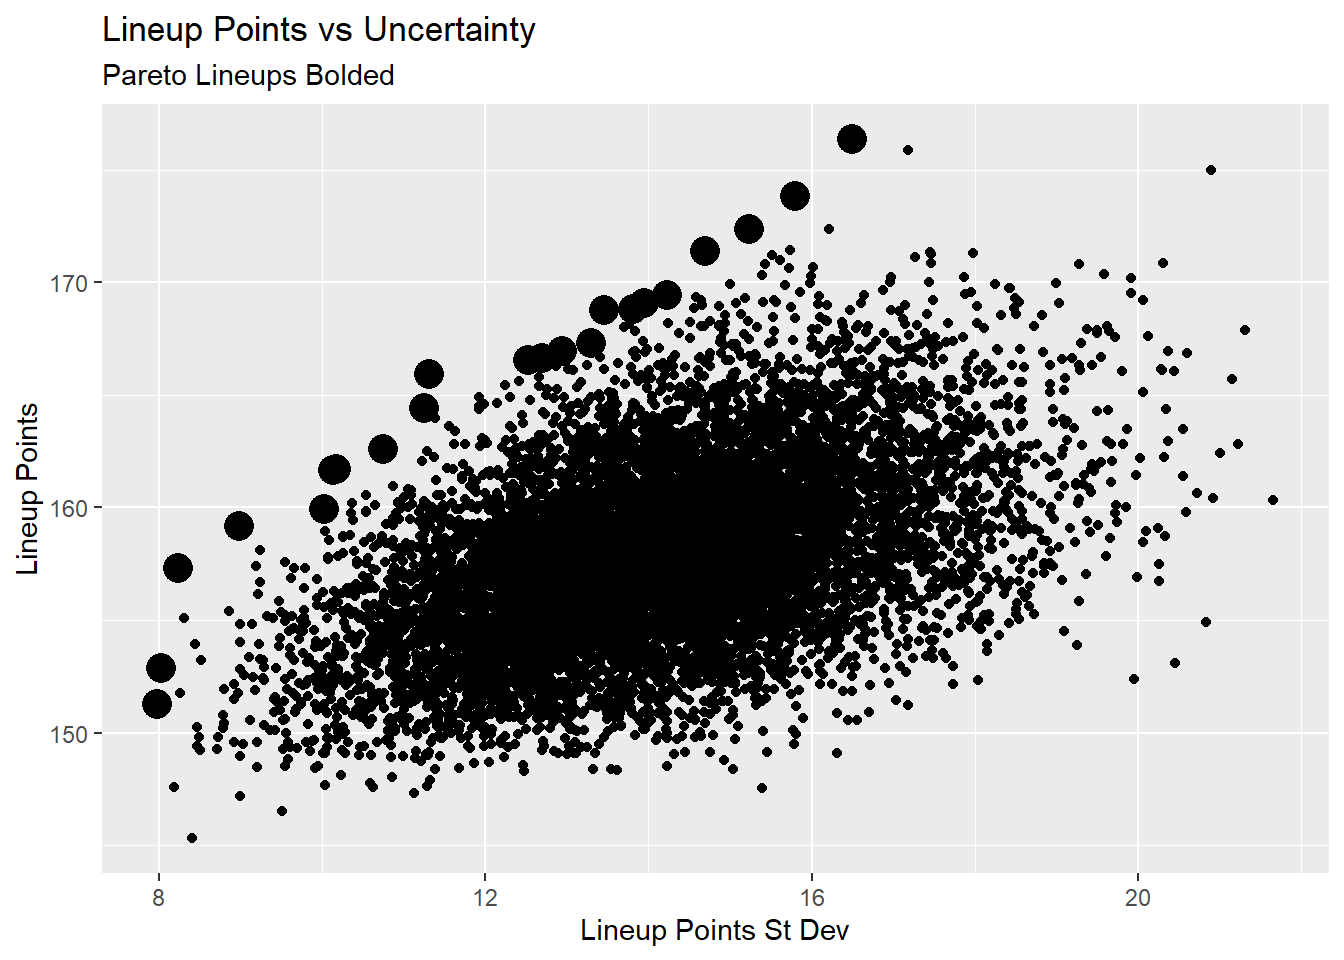 Lineup Points vs Uncertainty
Pareto Lineups Bolded
Lineup Points
170
160
150
8
12
16
20
Lineup Points St Dev